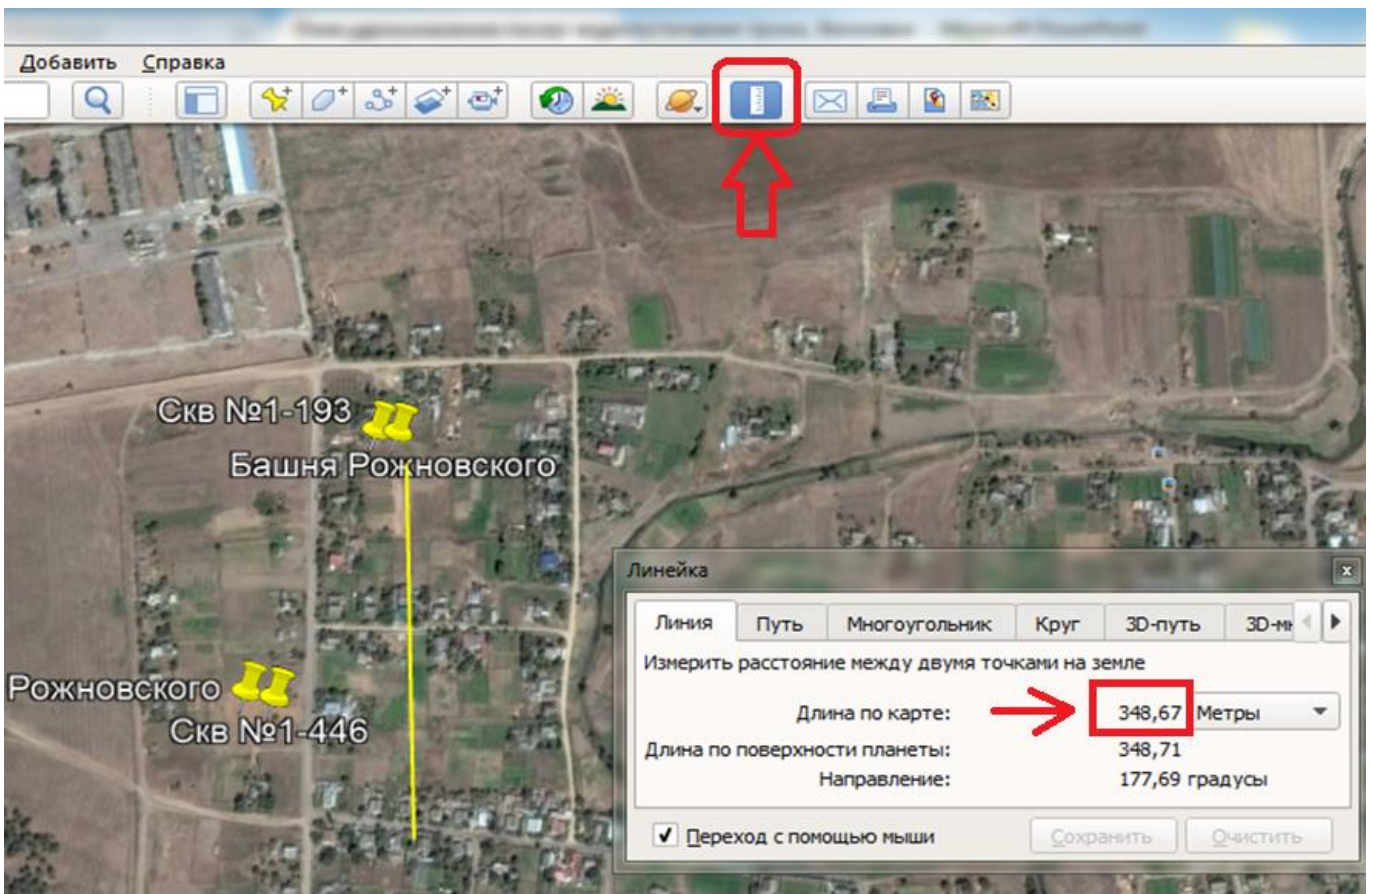 Добавить Справка
Скв №1-193
Башня Рожновского
Рожновского
Скв №1-446
Линейка
Линия Путь Многоугольник Круг 3D-путь
Измерить расстояние между двумя точками на земле
Длина по карте: 348,67 Метры
Длина по поверхности планеты: 348,71
Направление: 177,69 градусы
Переход с помощью мыши Сохранить Очистить